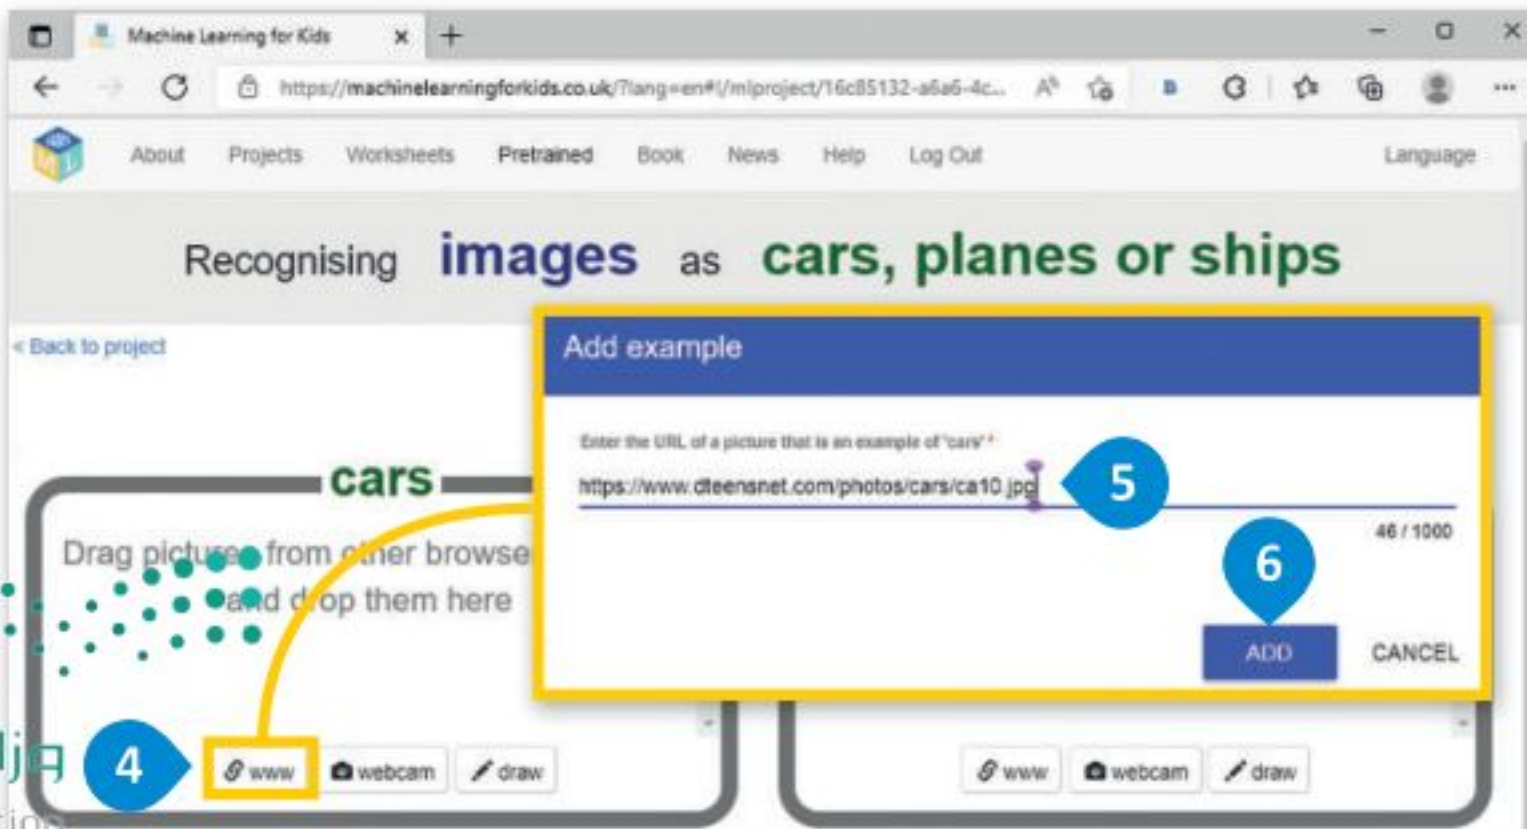 Machine Learning for Kids
https://machinelearningforkids.co.uk/?lang=en#!/mlproject/16c85132-a6a6-4c...
About Projects Worksheets Pretrained Book News Help Log Out Language
Recognising images as cars, planes or ships
< Back to project
Add example
Enter the URL of a picture that is an example of 'cars' *
https://www.dteensnet.com/photos/cars/ca10.jpg
5
46 / 1000
6
ADD CANCEL
cars
Drag pictures from other browse
and drop them here
4
www webcam draw
www webcam draw